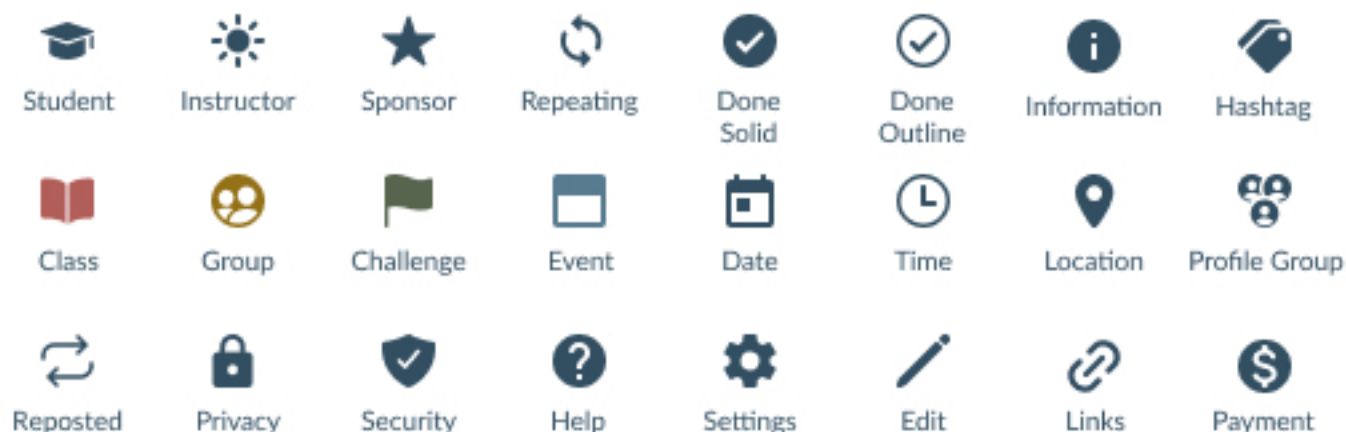 Student Instructor Sponsor Repeating Done Solid Done Outline Information Hashtag
Class Group Challenge Event Date Time Location Profile Group
Reposted Privacy Security Help Settings Edit Links Payment